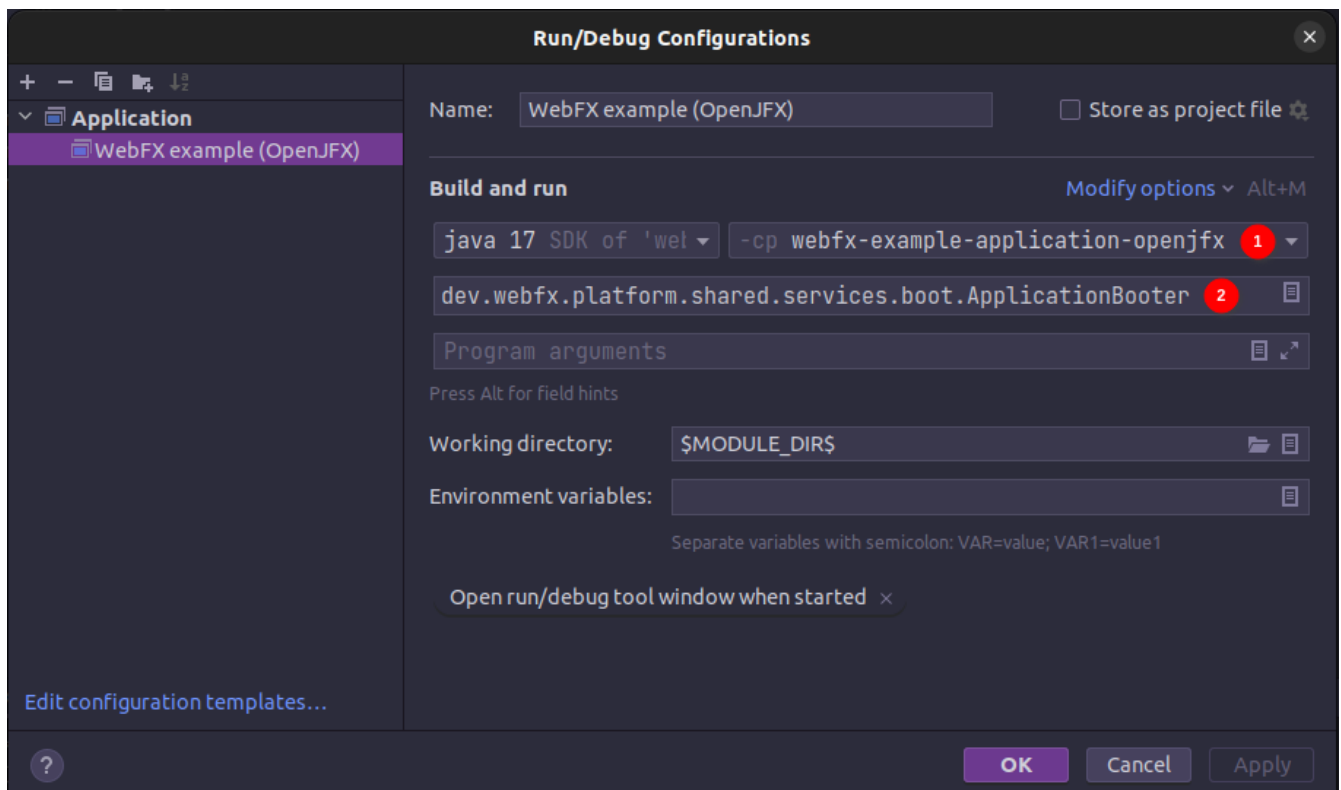 Run/Debug Configurations
Application
WebFX example (OpenJFX)
Edit configuration templates...
Name: WebFX example (OpenJFX) Store as project file
Build and run Modify options Alt+M
java 17 SDK of 'wel -cp webfx-example-application-openjfx 1
dev.webfx.platform.shared.services.boot.ApplicationBooter 2
Program arguments
Press Alt for field hints
Working directory: $MODULE_DIR$
Environment variables:
Separate variables with semicolon: VAR=value; VAR1=value1
Open run/debug tool window when started ×
? OK Cancel Apply